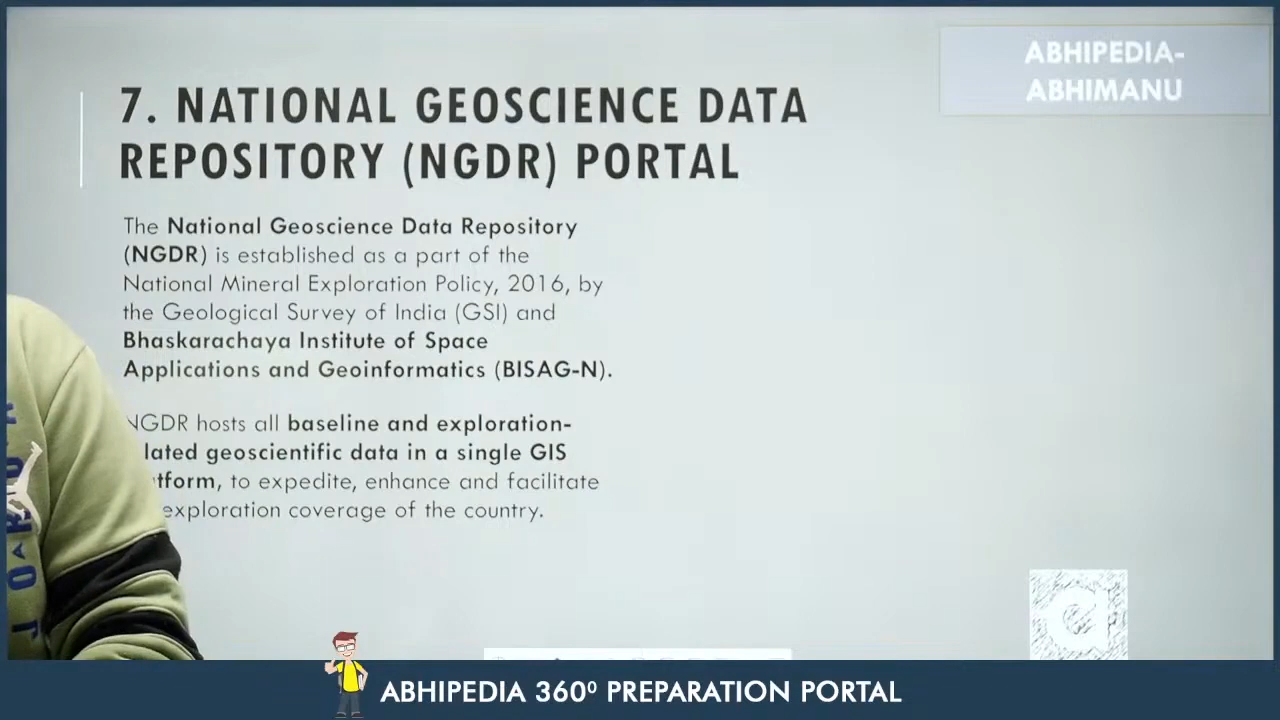 ABHIPEDIA-
ABHIMANU
7. NATIONAL GEOSCIENCE DATA
REPOSITORY (NGDR) PORTAL
The National Geoscience Data Repository
(NGDR) is established as a part of the
National Mineral Exploration Policy, 2016, by
the Geological Survey of India (GSI) and
Bhaskarachaya Institute of Space
Applications and Geoinformatics (BISAG-N).
NGDR hosts all baseline and exploration-
lated geoscientific data in a single GIS
tform, to expedite, enhance and facilitate
exploration coverage of the country.
ABHIPEDIA 360⁰ PREPARATION PORTAL